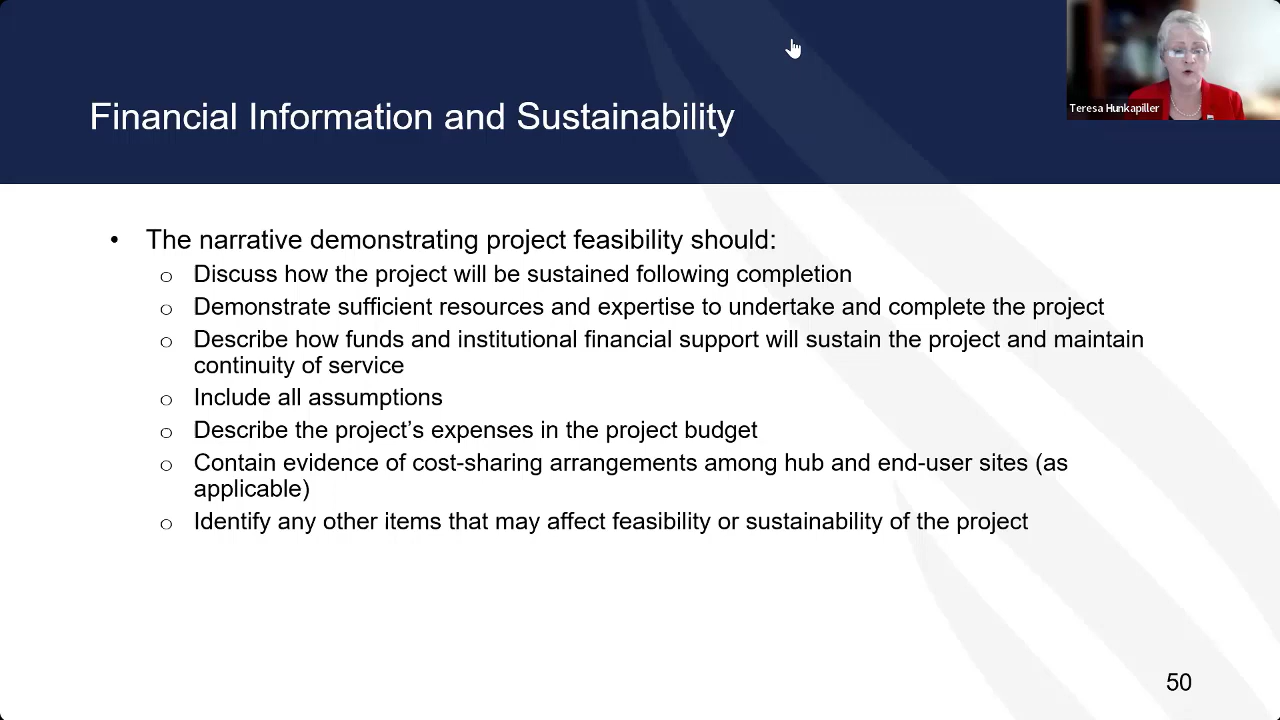 Teresa Hunkapiller
Financial Information and Sustainability
• The narrative demonstrating project feasibility should:
o Discuss how the project will be sustained following completion
o Demonstrate sufficient resources and expertise to undertake and complete the project
o Describe how funds and institutional financial support will sustain the project and maintain
continuity of service
o Include all assumptions
o Describe the project’s expenses in the project budget
o Contain evidence of cost-sharing arrangements among hub and end-user sites (as
applicable)
o Identify any other items that may affect feasibility or sustainability of the project
50